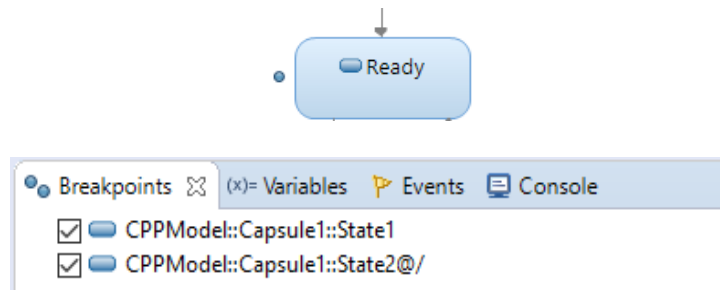 Ready
Breakpoints (x)= Variables Events Console
CPPModel::Capsule1::State1
CPPModel::Capsule1::State2@/